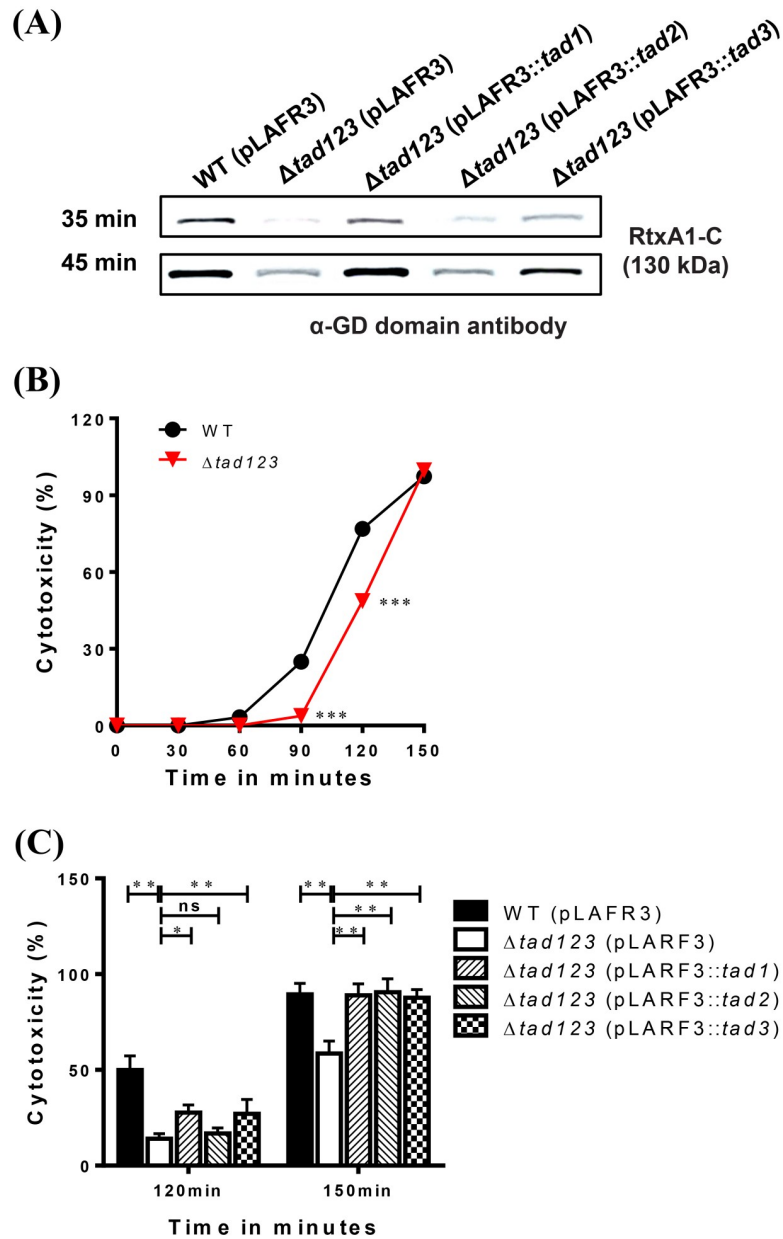 (A)
WT (pLAFR3)
Δtad123 (pLAFR3)
Δtad123 (pLAFR3::tad1)
Δtad123 (pLAFR3::tad2)
Δtad123 (pLAFR3::tad3)
35 min
45 min
RtxA1-C
(130 kDa)
α-GD domain antibody
(B)
120
90
60
30
0
Cytotoxicity (%)
WT
Δtad123
***
***
0 30 60 90 120 150
Time in minutes
(C)
150
100
50
0
Cytotoxicity (%)
** **
ns
*
** **
**
**
120min 150min
Time in minutes
WT (pLAFR3)
Δtad123 (pLARF3)
Δtad123 (pLARF3::tad1)
Δtad123 (pLARF3::tad2)
Δtad123 (pLARF3::tad3)